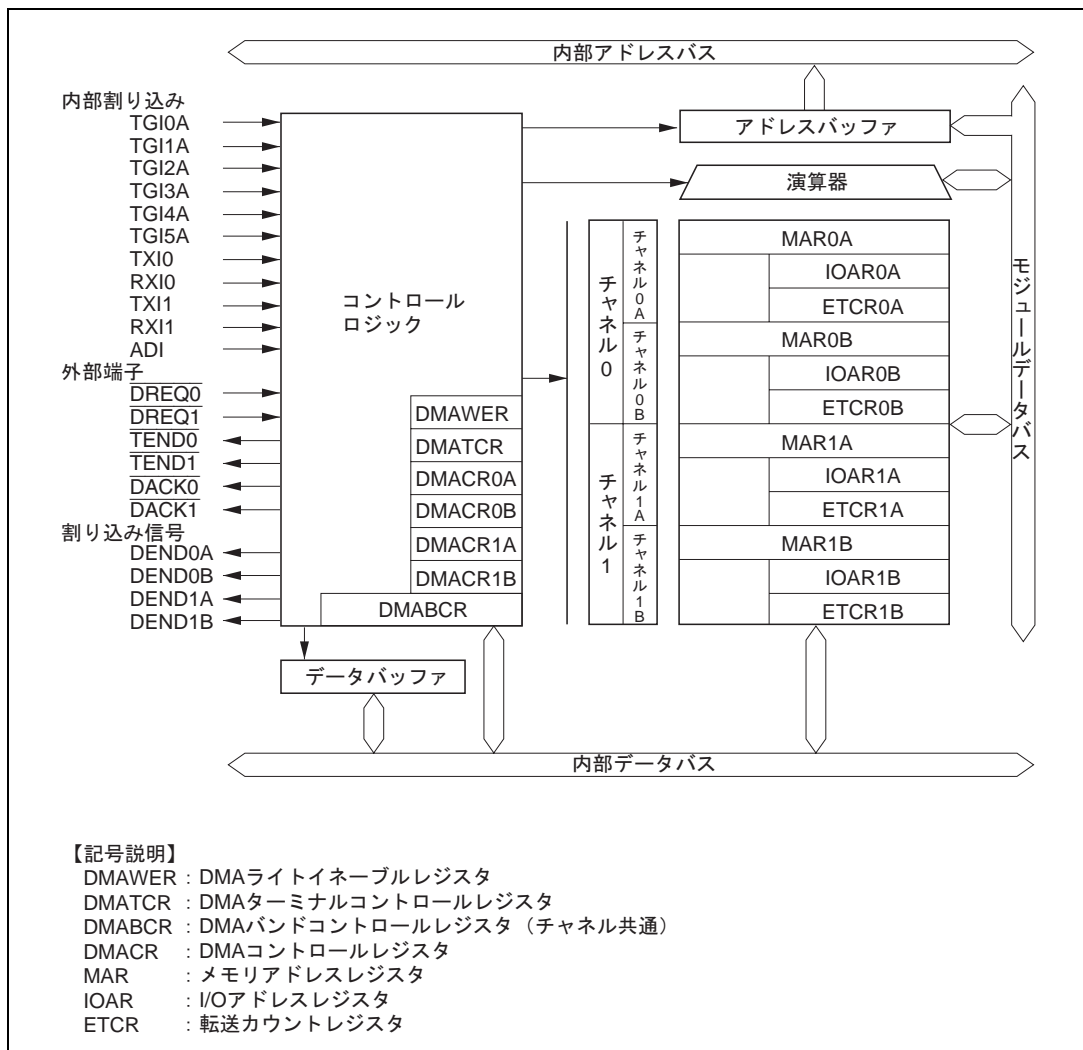 内部アドレスバス
内部割り込み
TGI0A
TGI1A
TGI2A
TGI3A
TGI4A
TGI5A
TXI0
RXI0
TXI1
RXI1
ADI
外部端子
DREQ0
DREQ1
TEND0
TEND1
DACK0
DACK1
割り込み信号
DEND0A
DEND0B
DEND1A
DEND1B
コントロール
ロジック
DMAWER
DMATCR
DMACR0A
DMACR0B
DMACR1A
DMACR1B
DMABCR
データバッファ
アドレスバッファ
演算器
チャネル0
チャネル0A
チャネル0B
チャネル1
チャネル1A
チャネル1B
MAR0A
IOAR0A
ETCR0A
MAR0B
IOAR0B
ETCR0B
MAR1A
IOAR1A
ETCR1A
MAR1B
IOAR1B
ETCR1B
モジュールデータバス
内部データバス
【記号説明】
DMAWER : DMAライトイネーブルレジスタ
DMATCR : DMAターミナルコントロールレジスタ
DMABCR : DMAバンドコントロールレジスタ（チャネル共通）
DMACR : DMAコントロールレジスタ
MAR : メモリアドレスレジスタ
IOAR : I/Oアドレスレジスタ
ETCR : 転送カウントレジスタ